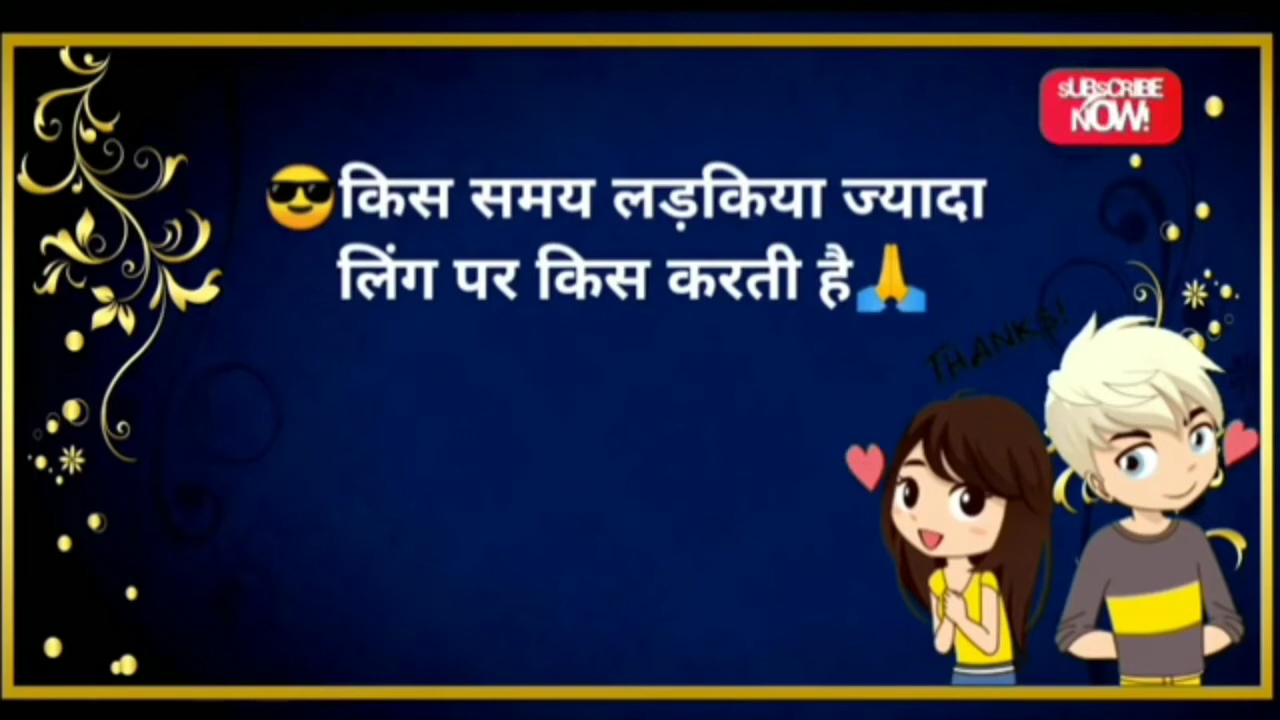 SUBSCRIBE
NOW!
😎किस समय लड़किया ज्यादा
लिंग पर किस करती है🙏
THANKS!